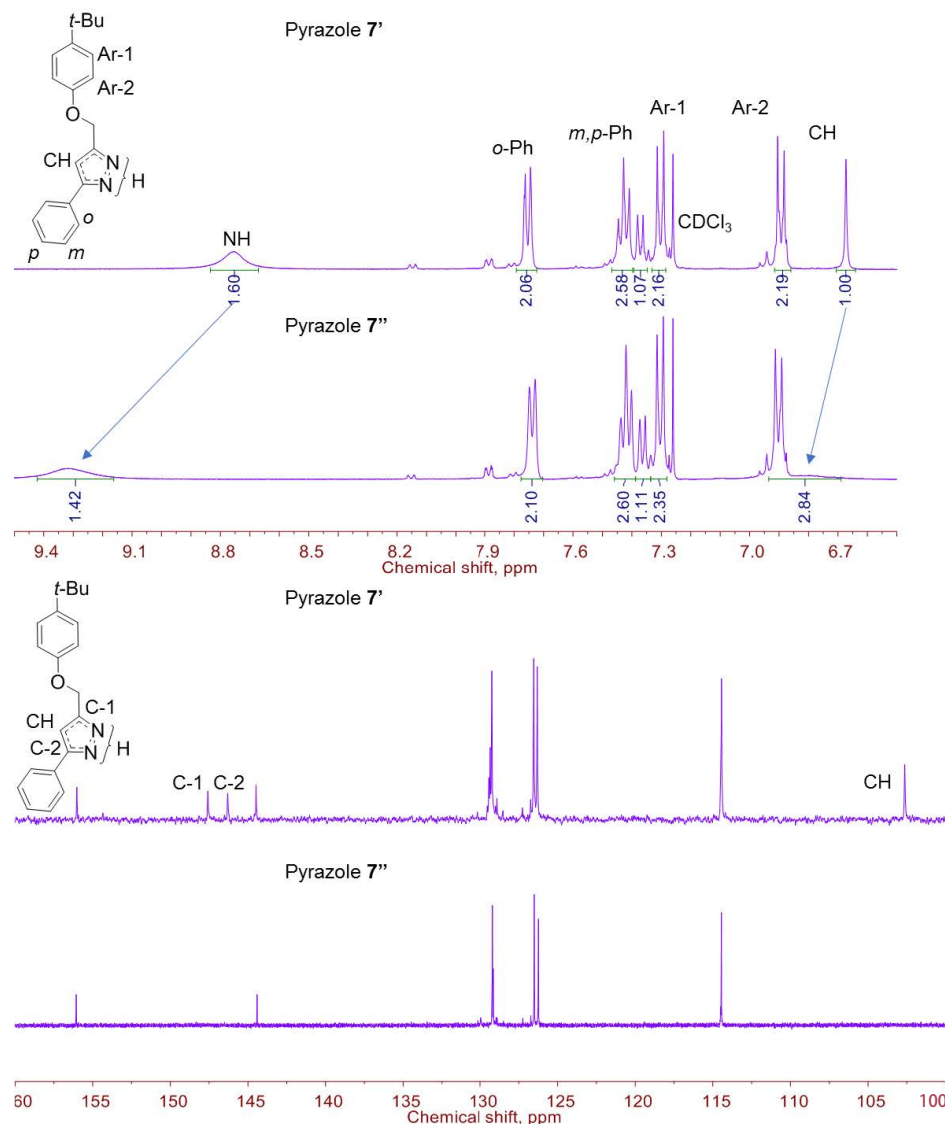 t-Bu
Pyrazole 7’
Ar-1
Ar-2
O
Ar-1
Ar-2
CH
o-Ph
m,p-Ph
CH
N
N
H
CDCl3
o
p
m
NH
1.60
2.06
2.58
1.07
2.16
2.19
1.00
Pyrazole 7’’
1.42
2.10
2.60
1.11
2.35
2.84
9.4
9.1
8.8
8.5
8.2
7.9
7.6
7.3
7.0
6.7
Chemical shift, ppm
t-Bu
Pyrazole 7’
O
C-1
CH
N
N
H
C-2
C-1
C-2
CH
Pyrazole 7’’
60
155
150
145
140
135
130
125
120
115
110
105
100
Chemical shift, ppm